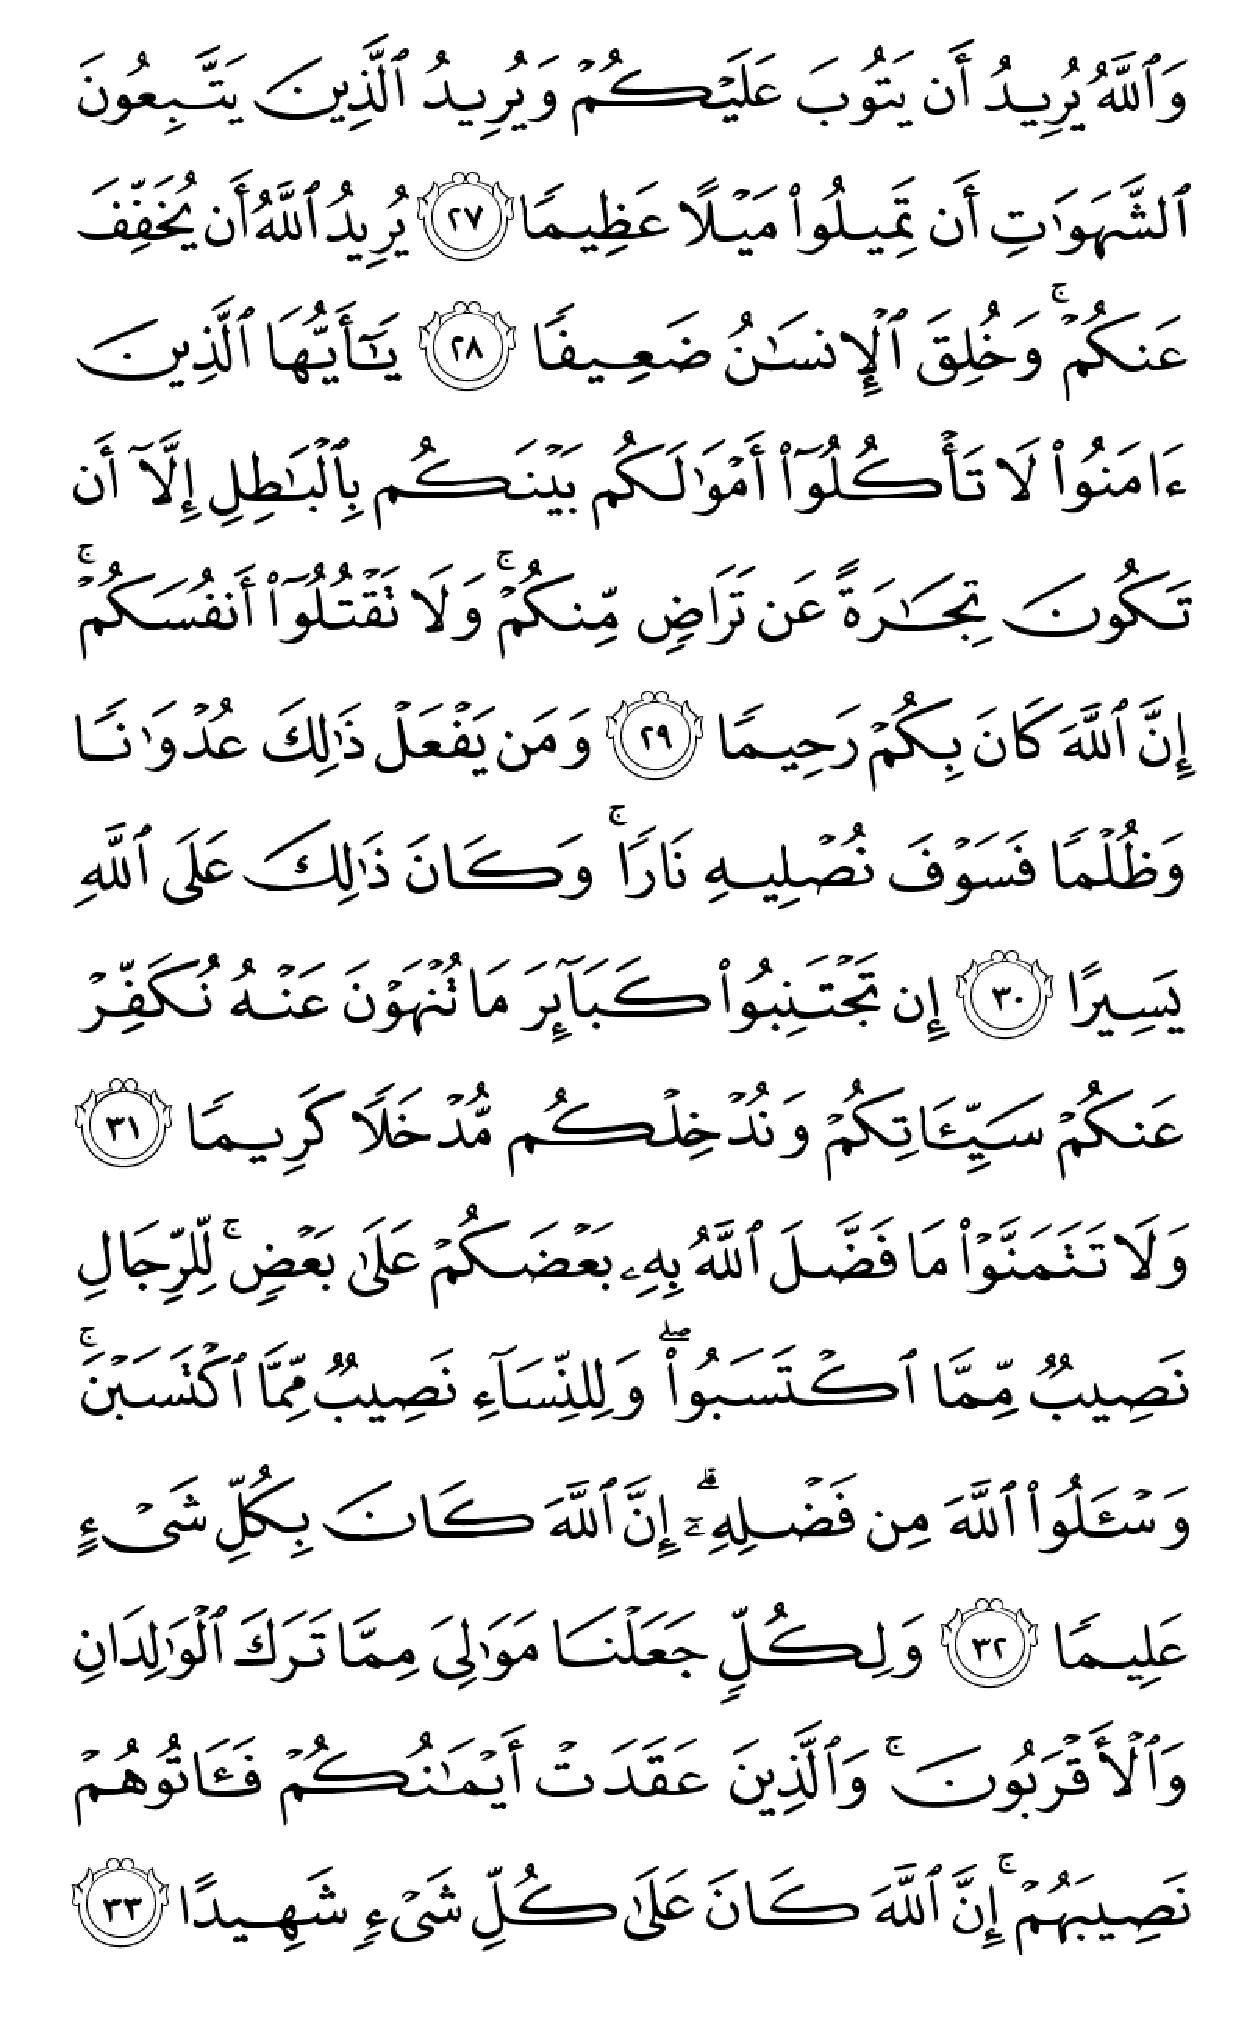 وَٱللَّهُ يُرِيدُ أَن يَتُوبَ عَلَيْكُمْ وَيُرِيدُ ٱلَّذِينَ يَتَّبِعُونَ
ٱلشَّهَوَٰتِ أَن تَمِيلُوا۟ مَيْلًا عَظِيمًا ٢٧ يُرِيدُ ٱللَّهُ أَن يُخَفِّفَ
عَنكُمْ ۚ وَخُلِقَ ٱلْإِنسَٰنُ ضَعِيفًا ٢٨ يَٰٓأَيُّهَا ٱلَّذِينَ
ءَامَنُوا۟ لَا تَأْكُلُوٓا۟ أَمْوَٰلَكُم بَيْنَكُم بِٱلْبَٰطِلِ إِلَّآ أَن
تَكُونَ تِجَٰرَةً عَن تَرَاضٍ مِّنكُمْ ۚ وَلَا تَقْتُلُوٓا۟ أَنفُسَكُمْ ۚ
إِنَّ ٱللَّهَ كَانَ بِكُمْ رَحِيمًا ٢٩ وَمَن يَفْعَلْ ذَٰلِكَ عُدْوَٰنًا
وَظُلْمًا فَسَوْفَ نُصْلِيهِ نَارًا ۚ وَكَانَ ذَٰلِكَ عَلَى ٱللَّهِ
يَسِيرًا ٣٠ إِن تَجْتَنِبُوا۟ كَبَآئِرَ مَا تُنْهَوْنَ عَنْهُ نُكَفِّرْ
عَنكُمْ سَيِّـَٔاتِكُمْ وَنُدْخِلْكُم مُّدْخَلًا كَرِيمًا ٣١
وَلَا تَتَمَنَّوْا۟ مَا فَضَّلَ ٱللَّهُ بِهِۦ بَعْضَكُمْ عَلَىٰ بَعْضٍ ۚ لِّلرِّجَالِ
نَصِيبٌ مِّمَّا ٱكْتَسَبُوا۟ ۖ وَلِلنِّسَآءِ نَصِيبٌ مِّمَّا ٱكْتَسَبْنَ ۚ
وَسْـَٔلُوا۟ ٱللَّهَ مِن فَضْلِهِۦٓ ۗ إِنَّ ٱللَّهَ كَانَ بِكُلِّ شَىْءٍ
عَلِيمًا ٣٢ وَلِكُلٍّ جَعَلْنَا مَوَٰلِىَ مِمَّا تَرَكَ ٱلْوَٰلِدَانِ
وَٱلْأَقْرَبُونَ ۚ وَٱلَّذِينَ عَقَدَتْ أَيْمَٰنُكُمْ فَـَٔاتُوهُمْ
نَصِيبَهُمْ ۚ إِنَّ ٱللَّهَ كَانَ عَلَىٰ كُلِّ شَىْءٍ شَهِيدًا ٣٣